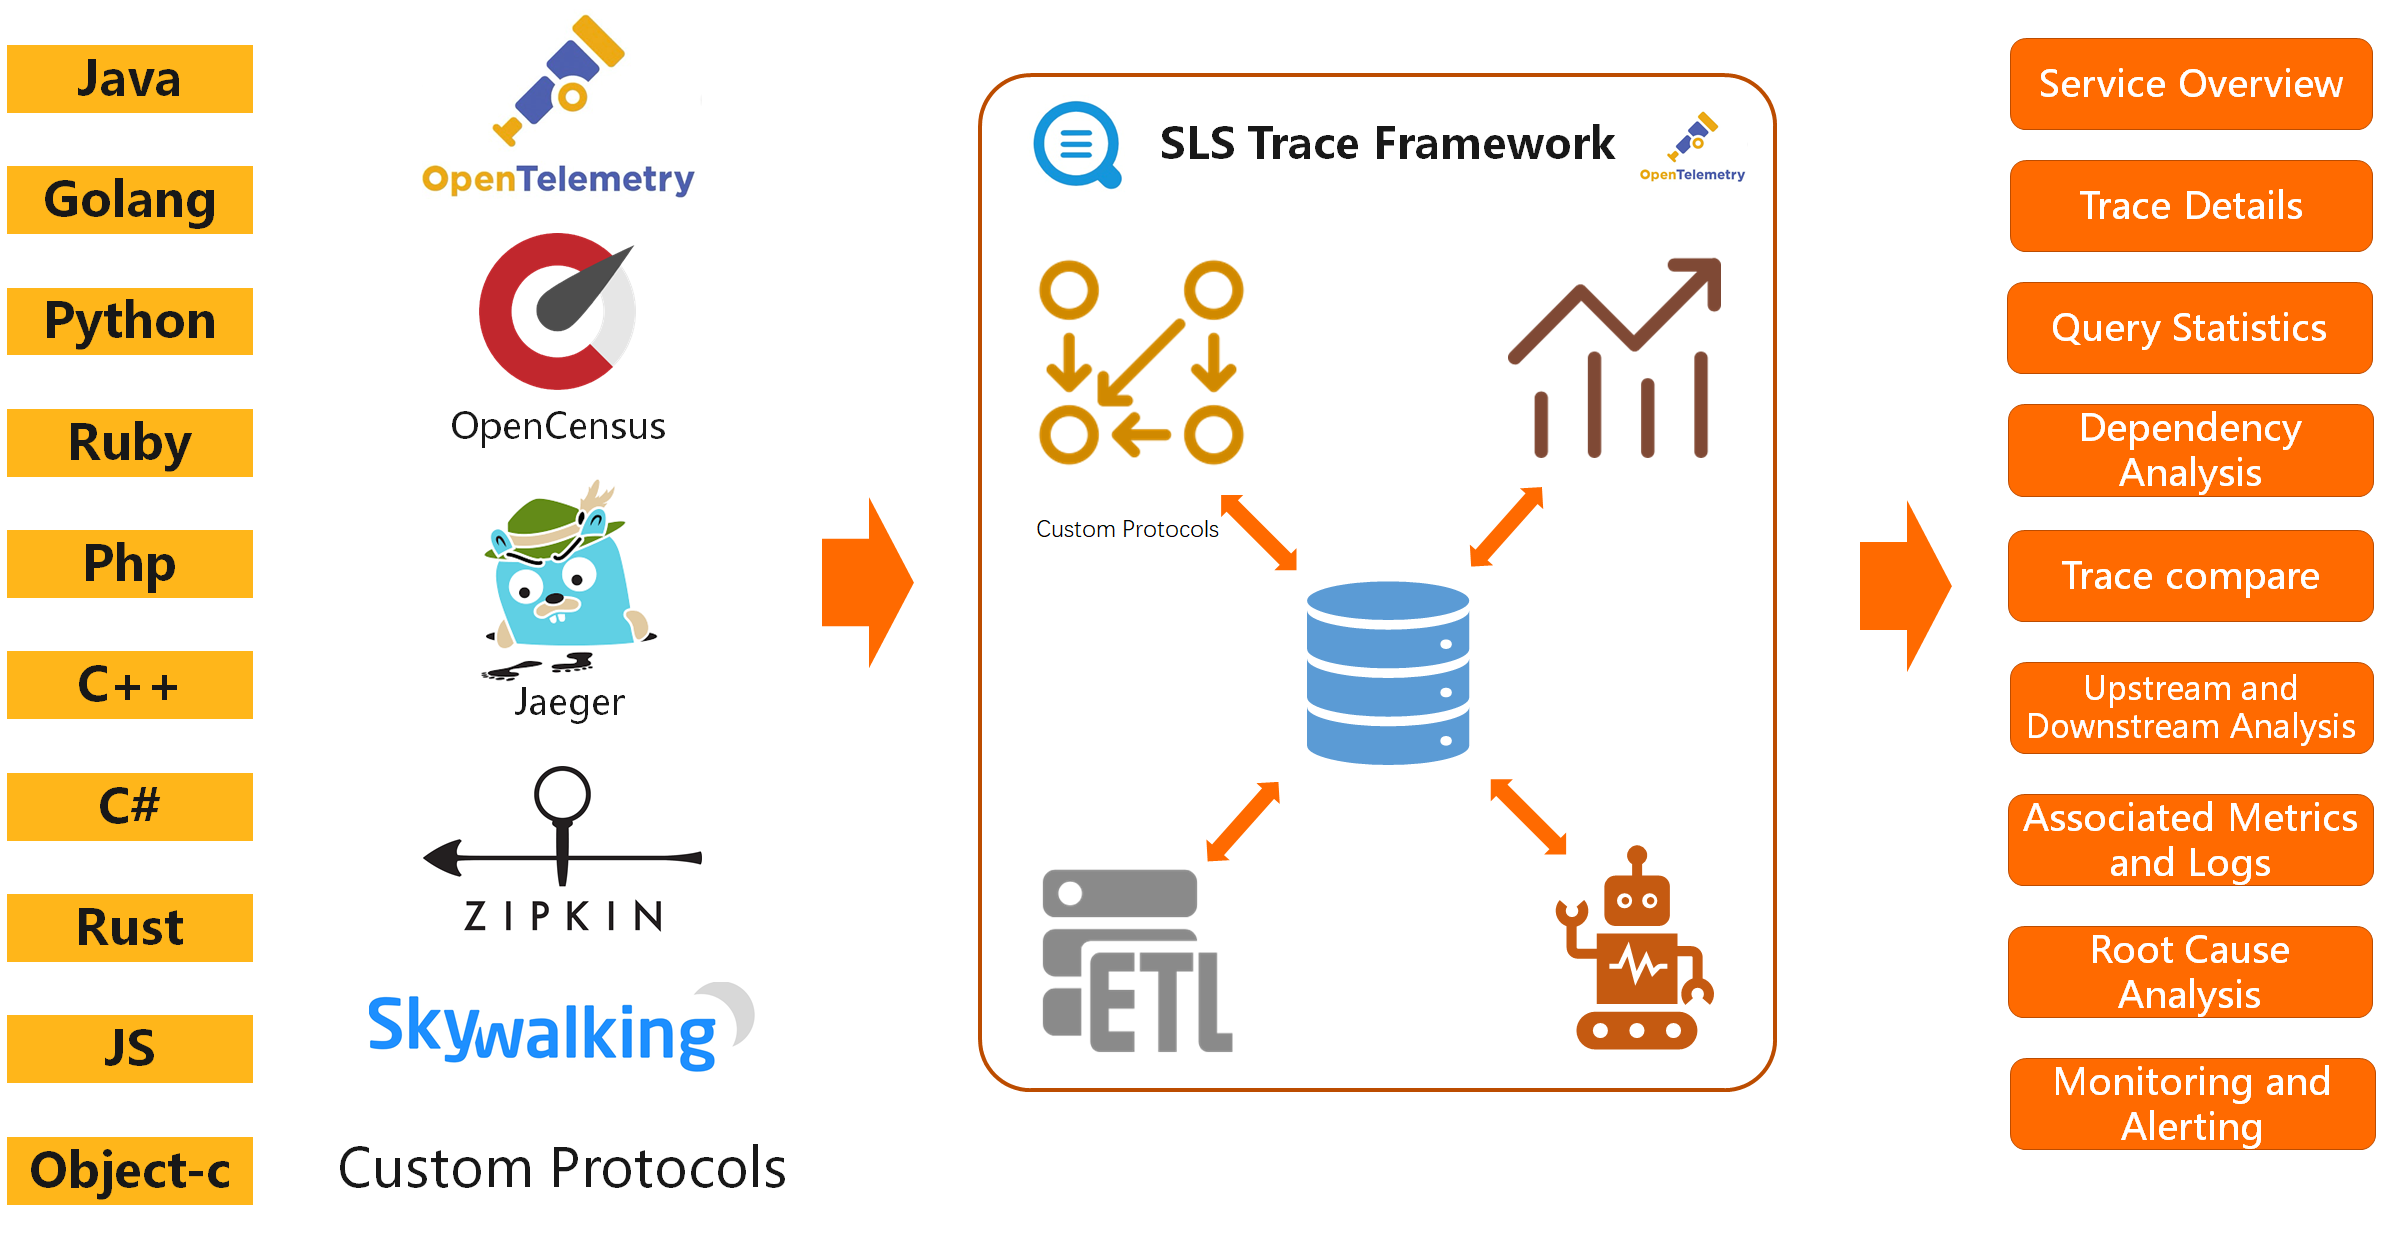 Java
Golang
Python
Ruby
Php
C++
C#
Rust
JS
Object-c
OpenTelemetry
OpenCensus
Jaeger
ZIPKIN
Skywalking
Custom Protocols
SLS Trace Framework
OpenTelemetry
Custom Protocols
ETL
Service Overview
Trace Details
Query Statistics
Dependency
Analysis
Trace compare
Upstream and
Downstream Analysis
Associated Metrics
and Logs
Root Cause
Analysis
Monitoring and
Alerting